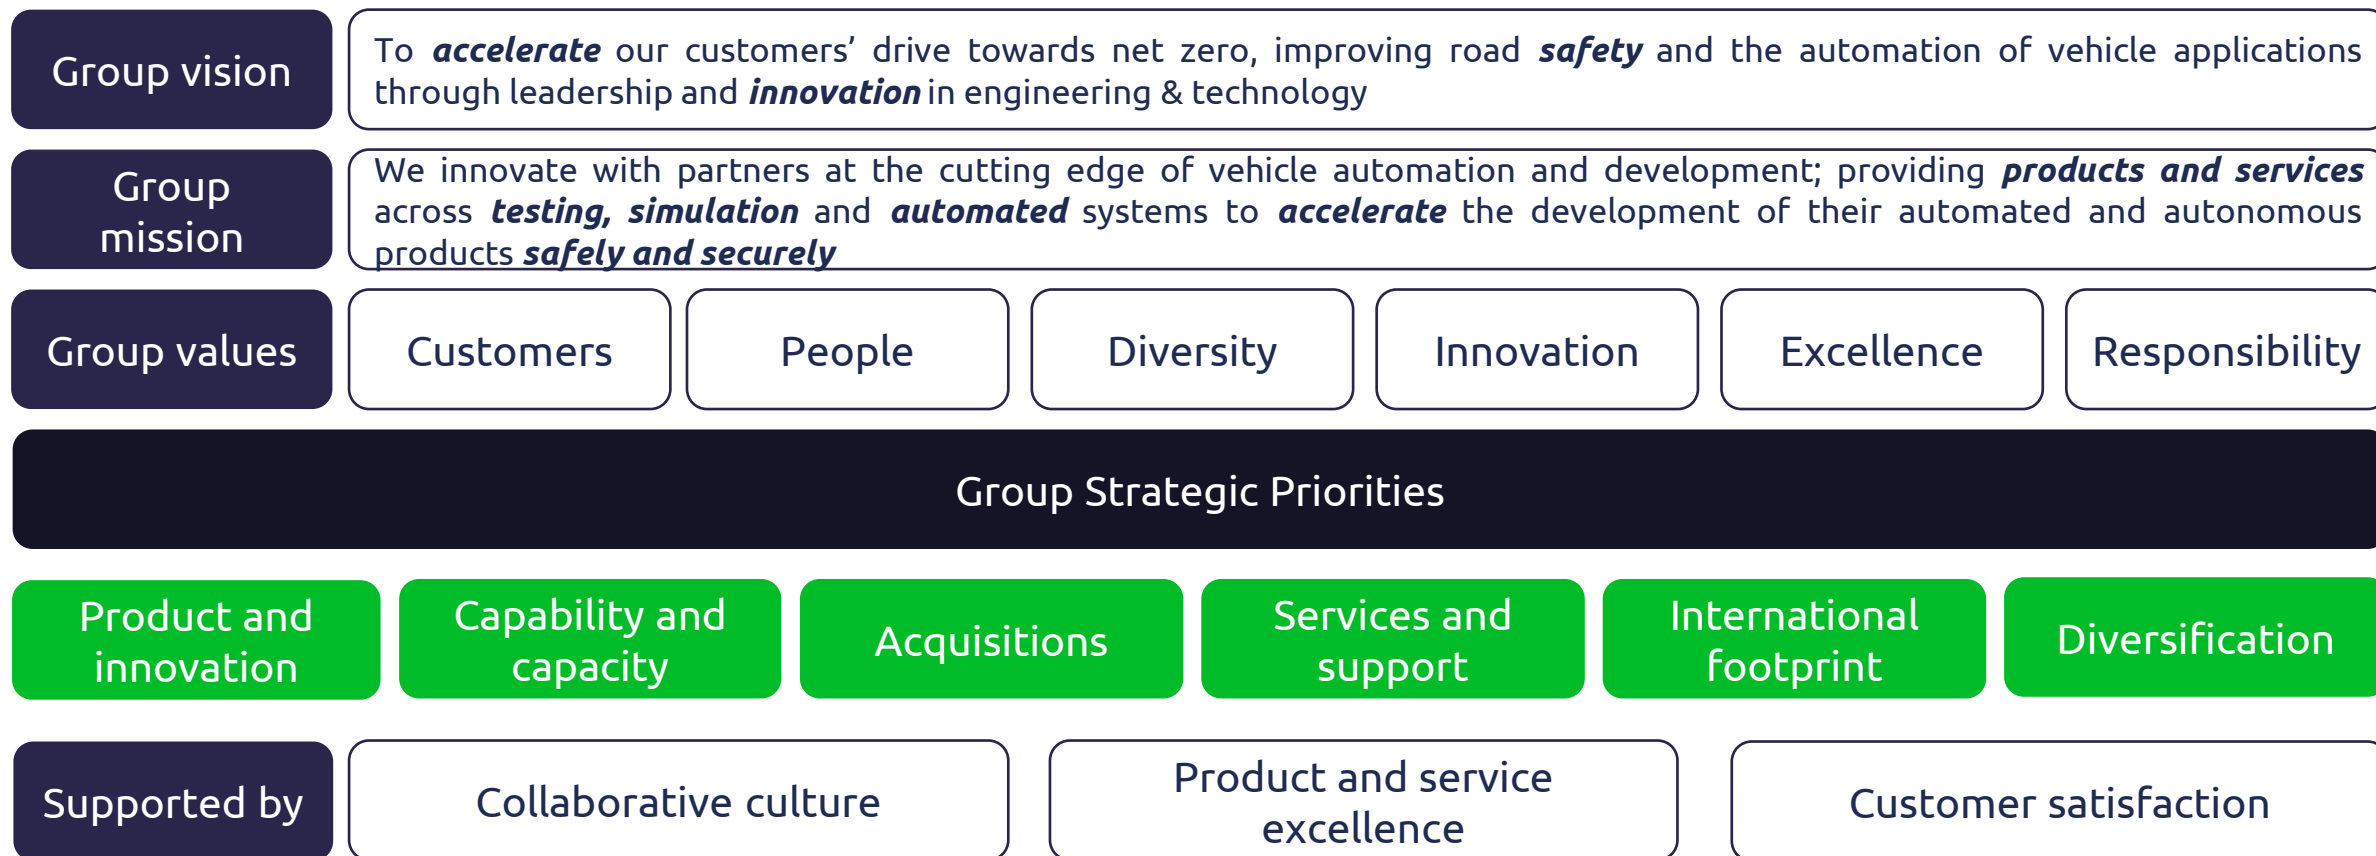 Group vision
To accelerate our customers’ drive towards net zero, improving road safety and the automation of vehicle applications
through leadership and innovation in engineering & technology
Group
mission
We innovate with partners at the cutting edge of vehicle automation and development; providing products and services
across testing, simulation and automated systems to accelerate the development of their automated and autonomous
products safely and securely
Group values
Customers
People
Diversity
Innovation
Excellence
Responsibility
Group Strategic Priorities
Product and
innovation
Capability and
capacity
Acquisitions
Services and
support
International
footprint
Diversification
Supported by
Collaborative culture
Product and service
excellence
Customer satisfaction